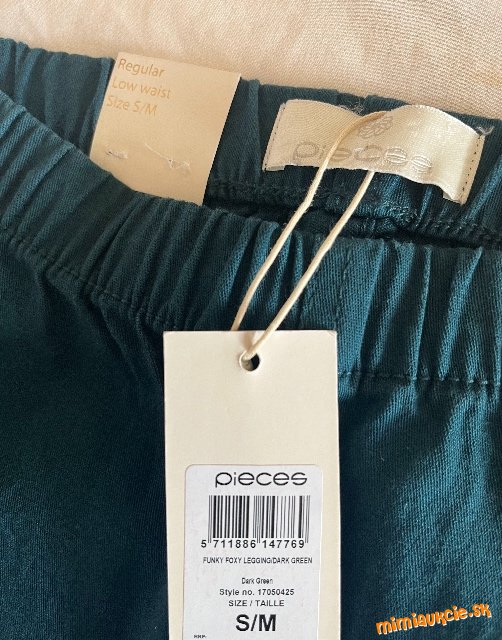 Regular
Low waist
Size S/M
pieces
pieces
5 711886 147769
FUNKY FOXY LEGGING/DARK GREEN
Dark Green
Style no. 17050425
SIZE / TAILLE
S/M
RRP:
mimiaukcie.sk